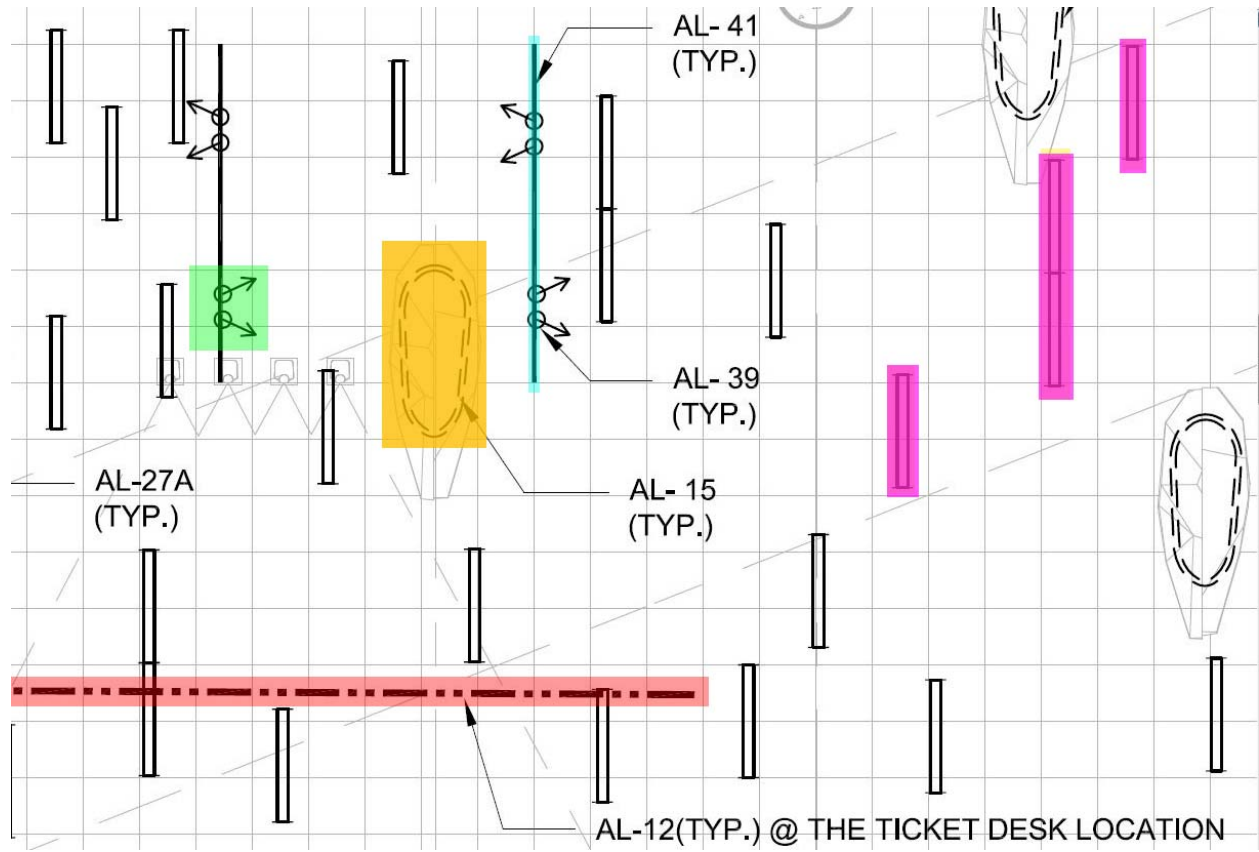 AL- 41
(TYP.)
AL- 39
(TYP.)
AL-27A
(TYP.)
AL- 15
(TYP.)
AL-12(TYP.) @ THE TICKET DESK LOCATION